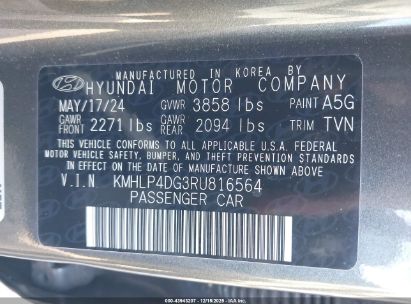 MANUFACTURED IN KOREA BY
HYUNDAI MOTOR COMPANY
MAY/17/24 GVWR 3858 lbs PAINT A5G
GAWR FRONT 2271 lbs GAWR REAR 2094 lbs TRIM TVN
THIS VEHICLE CONFORMS TO ALL APPLICABLE U.S. FEDERAL
MOTOR VEHICLE SAFETY, BUMPER, AND THEFT PREVENTION
STANDARDS IN EFFECT ON THE DATE OF MANUFACTURE SHOWN ABOVE.
V.I.N KMHLP4DG3RU816564
PASSENGER CAR